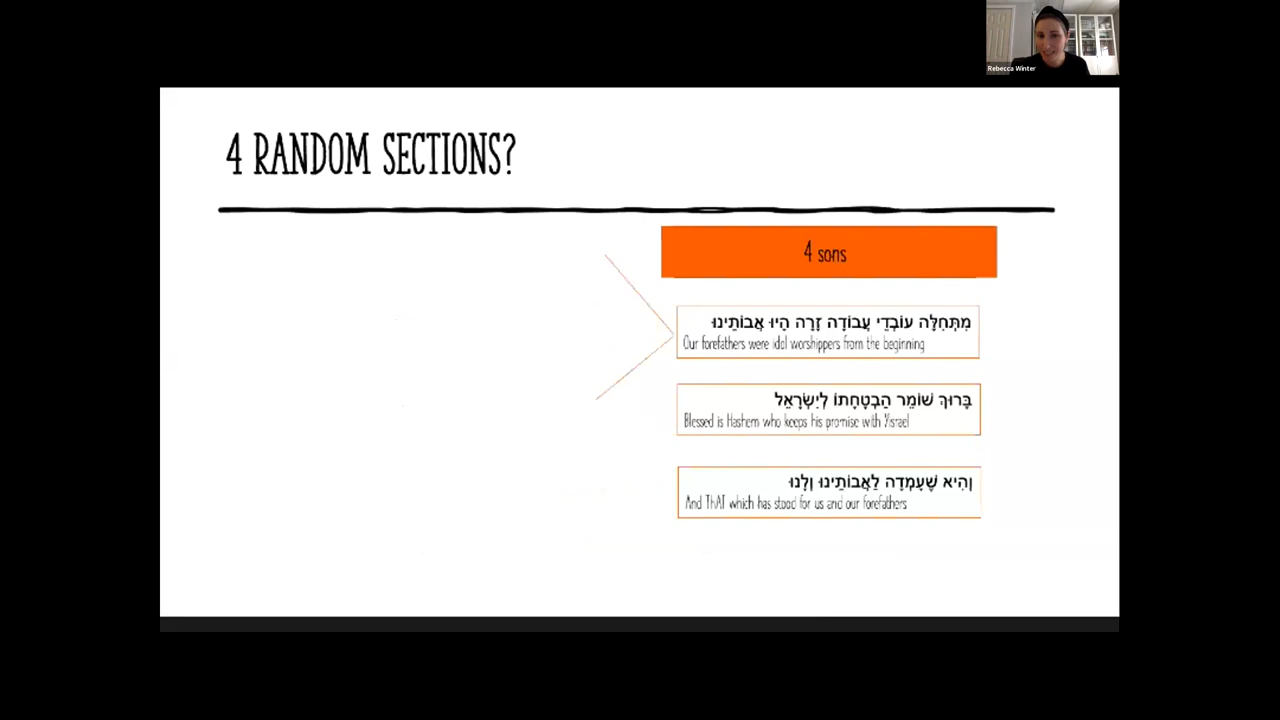 Rebecca Winter
4 RANDOM SECTIONS?
4 sons
מִתְּחִלָּה עוֹבְדֵי עֲבוֹדָה זָרָה הָיוּ אֲבוֹתֵינוּ
Our forefathers were idol worshippers from the beginning
בָּרוּךְ שׁוֹמֵר הַבְטָחָתוֹ לְיִשְׂרָאֵל
Blessed is Hashem who keeps his promise with Yisrael
וְהִיא שֶׁעָמְדָה לַאֲבוֹתֵינוּ וְלָנוּ
And ThAT which has stood for us and our forefathers